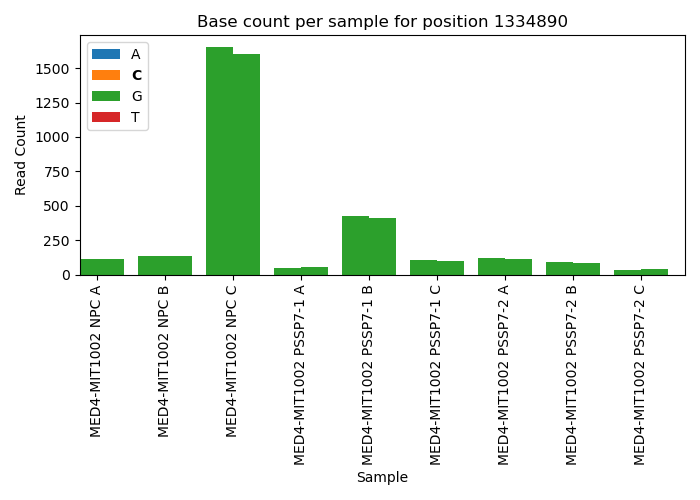 Base count per sample for position 1334890
A
C
G
T
Read Count
1500
1250
1000
750
500
250
0
MED4-MIT1002 NPC A
MED4-MIT1002 NPC B
MED4-MIT1002 NPC C
MED4-MIT1002 PSSP7-1 A
MED4-MIT1002 PSSP7-1 B
MED4-MIT1002 PSSP7-1 C
MED4-MIT1002 PSSP7-2 A
MED4-MIT1002 PSSP7-2 B
MED4-MIT1002 PSSP7-2 C
Sample